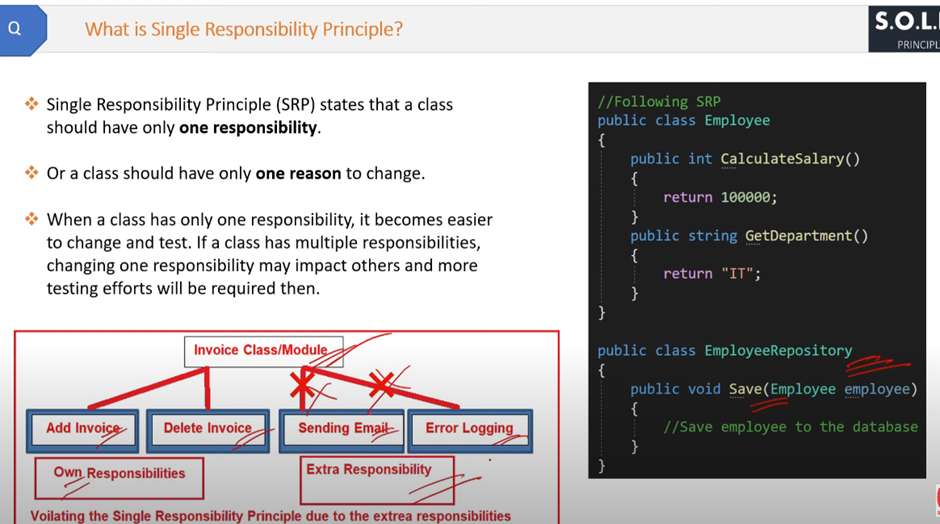 Q
What is Single Responsibility Principle?
S.O.L.
PRINCIPL
Single Responsibility Principle (SRP) states that a class
should have only one responsibility.
Or a class should have only one reason to change.
When a class has only one responsibility, it becomes easier
to change and test. If a class has multiple responsibilities,
changing one responsibility may impact others and more
testing efforts will be required then.
Invoice Class/Module
Add Invoice
Delete Invoice
Sending Email
Error Logging
Own Responsibilities
Extra Responsibility
Voilating the Single Responsibility Principle due to the extrea responsibilities
//Following SRP
public class Employee
{
public int CalculateSalary()
{
return 100000;
}
public string GetDepartment()
{
return "IT";
}
}
public class EmployeeRepository
{
public void Save(Employee employee)
{
//Save employee to the database
}
}